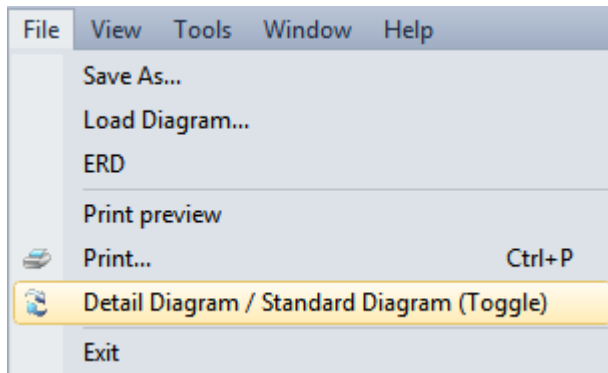 File View Tools Window Help
Save As...
Load Diagram...
ERD
Print preview
Print... Ctrl+P
Detail Diagram / Standard Diagram (Toggle)
Exit